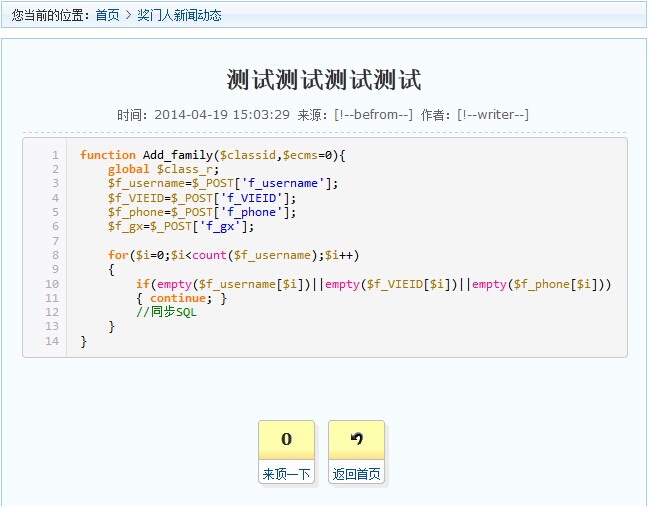 您当前的位置：首页 > 奖门人新闻动态
测试测试测试测试
时间：2014-04-19 15:03:29 来源：[!--befrom--] 作者：[!--writer--]
1 function Add_family($classid,$ecms=0){
2 global $class_r;
3 $f_username=$_POST['f_username'];
4 $f_VIEID=$_POST['f_VIEID'];
5 $f_phone=$_POST['f_phone'];
6 $f_gx=$_POST['f_gx'];
7
8 for($i=0;$i<count($f_username);$i++)
9 {
10 if(empty($f_username[$i])||empty($f_VIEID[$i])||empty($f_phone[$i]))
11 { continue; }
12 //同步SQL
13 }
14 }
0
来顶一下 返回首页